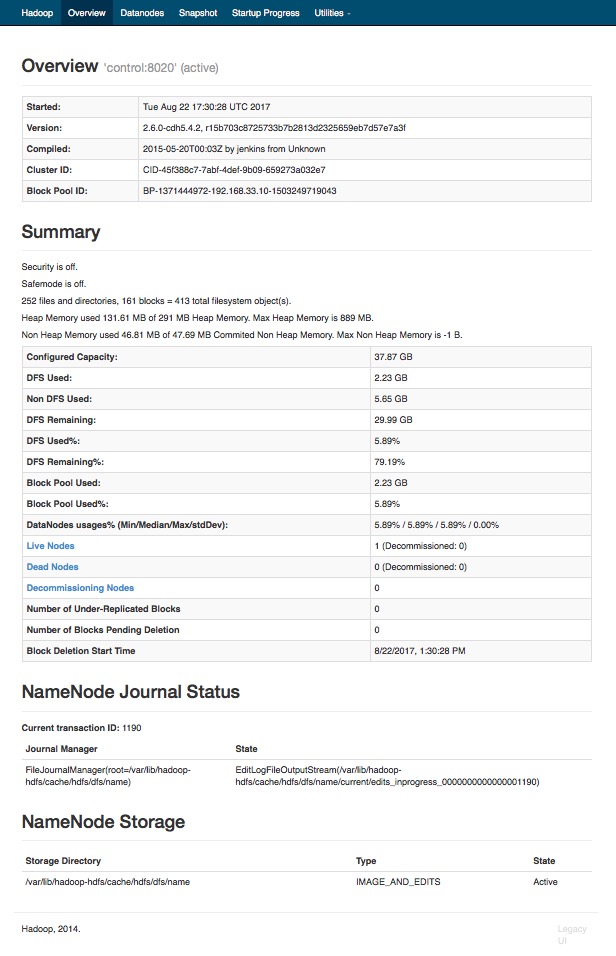 Hadoop Overview Datanodes Snapshot Startup Progress Utilities
Overview 'control:8020' (active)
Started: Tue Aug 22 17:30:28 UTC 2017
Version: 2.6.0-cdh5.4.2, r15b703c8725733b7b2813d2325659eb7d57e7a3f
Compiled: 2015-05-20T00:03Z by jenkins from Unknown
Cluster ID: CID-45f388c7-7abf-4def-9b09-659273a032e7
Block Pool ID: BP-1371444972-192.168.33.10-1503249719043
Summary
Security is off.
Safemode is off.
252 files and directories, 161 blocks = 413 total filesystem object(s).
Heap Memory used 131.61 MB of 291 MB Heap Memory. Max Heap Memory is 889 MB.
Non Heap Memory used 46.81 MB of 47.69 MB Commited Non Heap Memory. Max Non Heap Memory is -1 B.
Configured Capacity: 37.87 GB
DFS Used: 2.23 GB
Non DFS Used: 5.65 GB
DFS Remaining: 29.99 GB
DFS Used%: 5.89%
DFS Remaining%: 79.19%
Block Pool Used: 2.23 GB
Block Pool Used%: 5.89%
DataNodes usages% (Min/Median/Max/stdDev): 5.89% / 5.89% / 5.89% / 0.00%
Live Nodes 1 (Decommissioned: 0)
Dead Nodes 0 (Decommissioned: 0)
Decommissioning Nodes 0
Number of Under-Replicated Blocks 0
Number of Blocks Pending Deletion 0
Block Deletion Start Time 8/22/2017, 1:30:28 PM
NameNode Journal Status
Current transaction ID: 1190
Journal Manager State
FileJournalManager(root=/var/lib/hadoop- EditLogFileOutputStream(/var/lib/hadoop-
hdfs/cache/hdfs/dfs/name) hdfs/cache/hdfs/dfs/name/current/edits_inprogress_0000000000000001190)
NameNode Storage
Storage Directory Type State
/var/lib/hadoop-hdfs/cache/hdfs/dfs/name IMAGE_AND_EDITS Active
Hadoop, 2014. Legacy
UI